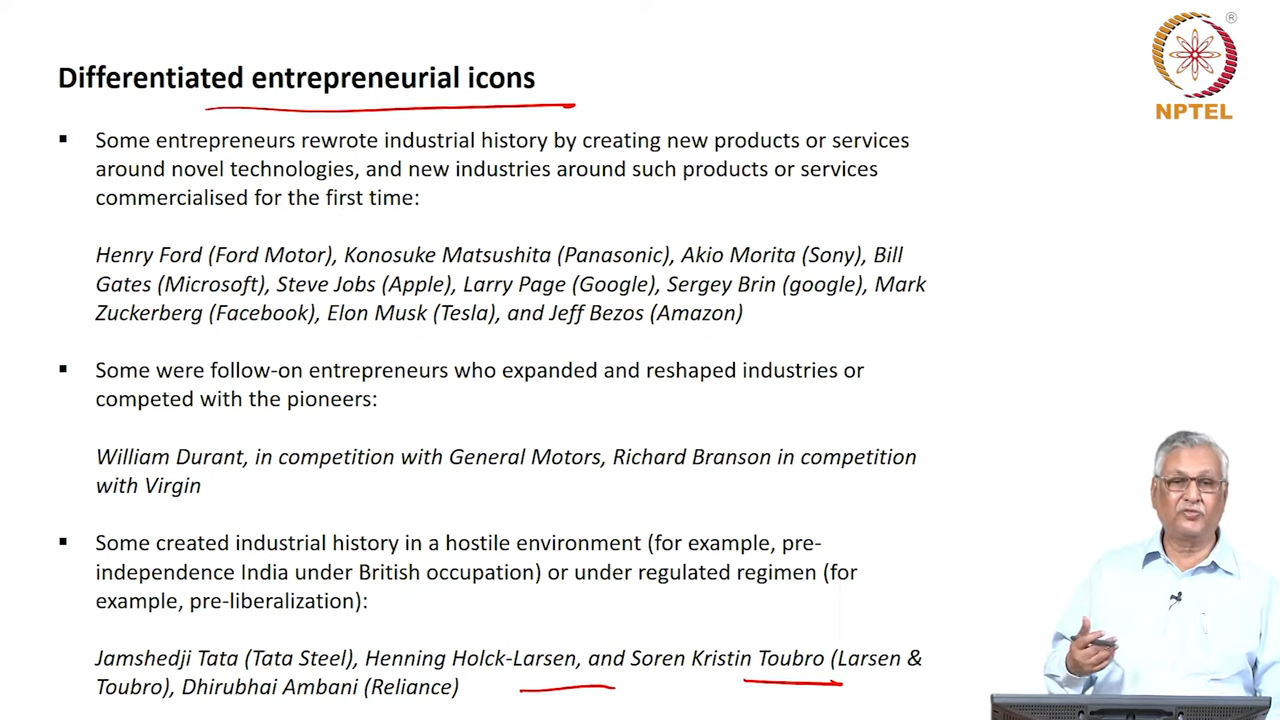 ®
NPTEL
Differentiated entrepreneurial icons
▪ Some entrepreneurs rewrote industrial history by creating new products or services
around novel technologies, and new industries around such products or services
commercialised for the first time:
Henry Ford (Ford Motor), Konosuke Matsushita (Panasonic), Akio Morita (Sony), Bill
Gates (Microsoft), Steve Jobs (Apple), Larry Page (Google), Sergey Brin (google), Mark
Zuckerberg (Facebook), Elon Musk (Tesla), and Jeff Bezos (Amazon)
▪ Some were follow-on entrepreneurs who expanded and reshaped industries or
competed with the pioneers:
William Durant, in competition with General Motors, Richard Branson in competition
with Virgin
▪ Some created industrial history in a hostile environment (for example, pre-
independence India under British occupation) or under regulated regimen (for
example, pre-liberalization):
Jamshedji Tata (Tata Steel), Henning Holck-Larsen, and Soren Kristin Toubro (Larsen &
Toubro), Dhirubhai Ambani (Reliance)